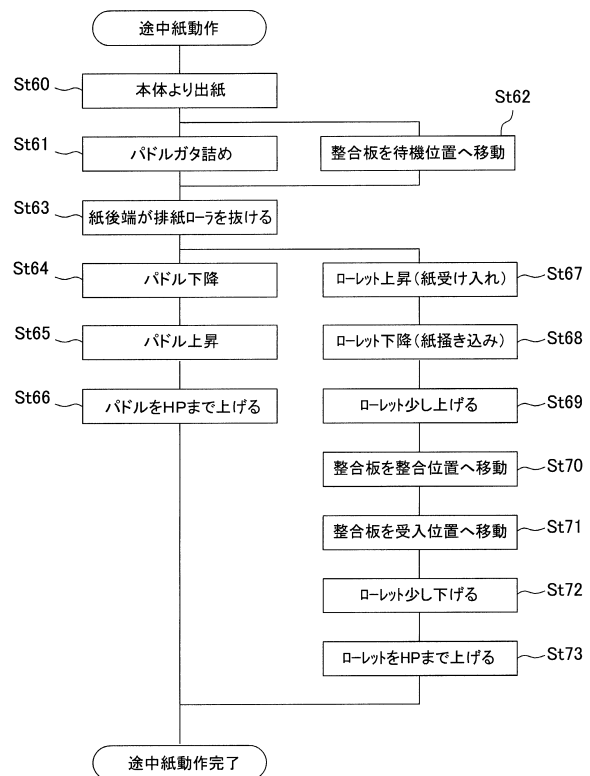 途中紙動作
St60
本体より出紙
St61
パドルガタ詰め
St62
整合板を待機位置へ移動
St63
紙後端が排紙ローラを抜ける
St64
パドル下降
St65
パドル上昇
St66
パドルをHPまで上げる
ローレット上昇(紙受け入れ)
St67
ローレット下降(紙掻き込み)
St68
ローレット少し上げる
St69
整合板を整合位置へ移動
St70
整合板を受入位置へ移動
St71
ローレット少し下げる
St72
ローレットをHPまで上げる
St73
途中紙動作完了